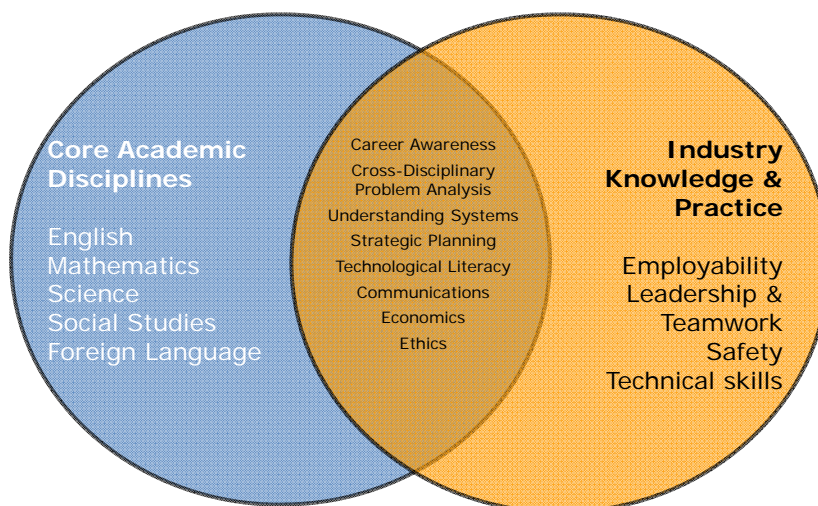 Core Academic
Disciplines
English
Mathematics
Science
Social Studies
Foreign Language
Career Awareness
Cross-Disciplinary
Problem Analysis
Understanding Systems
Strategic Planning
Technological Literacy
Communications
Economics
Ethics
Industry
Knowledge &
Practice
Employability
Leadership &
Teamwork
Safety
Technical skills